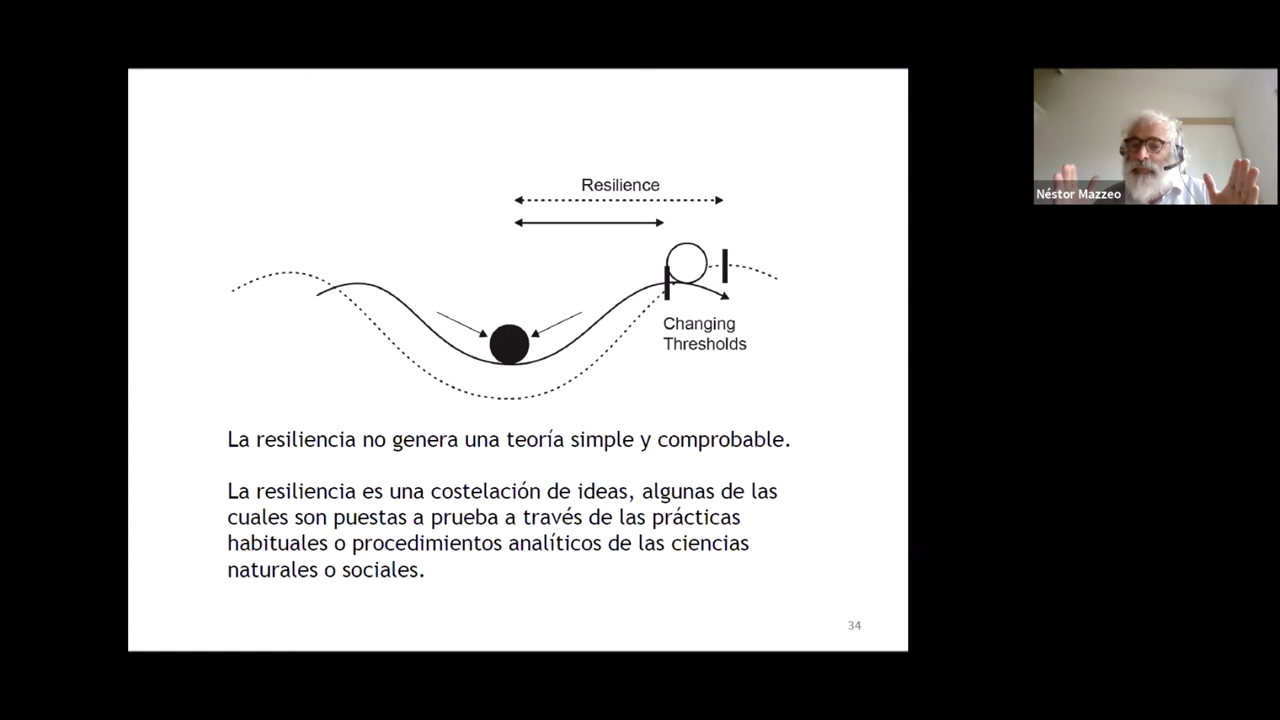 Resilience
Changing
Thresholds
La resiliencia no genera una teoría simple y comprobable.
La resiliencia es una costelación de ideas, algunas de las
cuales son puestas a prueba a través de las prácticas
habituales o procedimientos analíticos de las ciencias
naturales o sociales.
34
Néstor Mazzeo